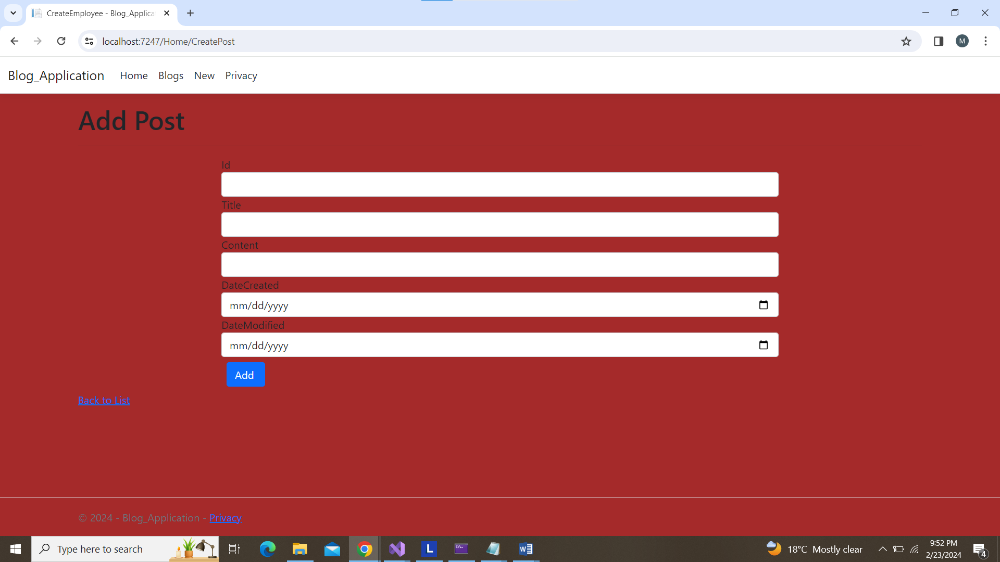 CreateEmployee - Blog_Applica
localhost:7247/Home/CreatePost
M
Blog_Application Home Blogs New Privacy
Add Post
Id
Title
Content
DateCreated
mm/dd/yyyy
DateModified
mm/dd/yyyy
Add
Back to List
© 2024 - Blog_Application - Privacy
Type here to search
L
C:\
W
18°C Mostly clear
9:52 PM
2/23/2024
4